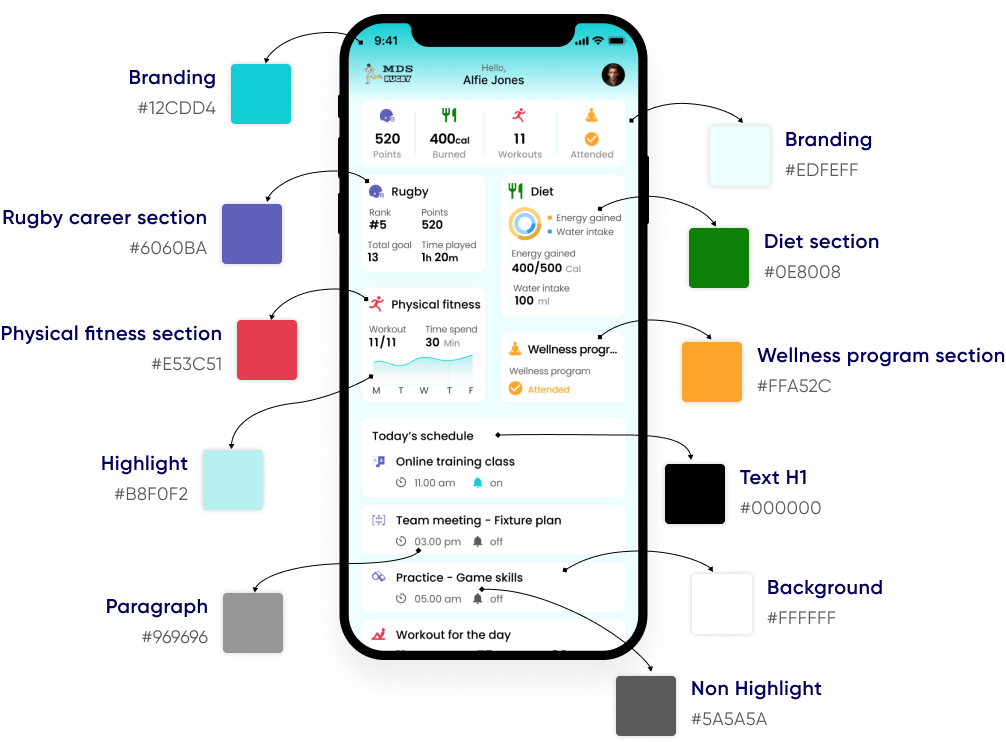 Branding
#12CDD4
Rugby career section
#6060BA
Physical fitness section
#E53C51
Highlight
#B8F0F2
Paragraph
#969696
9:41
MDS
RUGBY
Hello,
Alfie Jones
520
Points
400cal
Burned
11
Workouts
Attended
Rugby
Rank
Points
#5
520
Total goal
Time played
13
1h 20m
Diet
Energy gained
Water intake
Energy gained
400/500 Cal
Water intake
100 ml
Physical fitness
Workout
Time spend
11/11
30 Min
M T W T F
Wellness progr...
Wellness program
Attended
Today's schedule
Online training class
11.00 am on
Team meeting - Fixture plan
03.00 pm off
Practice - Game skills
05.00 am off
Workout for the day
Branding
#EDFEFF
Diet section
#0E8008
Wellness program section
#FFA52C
Text H1
#000000
Background
#FFFFFF
Non Highlight
#5A5A5A